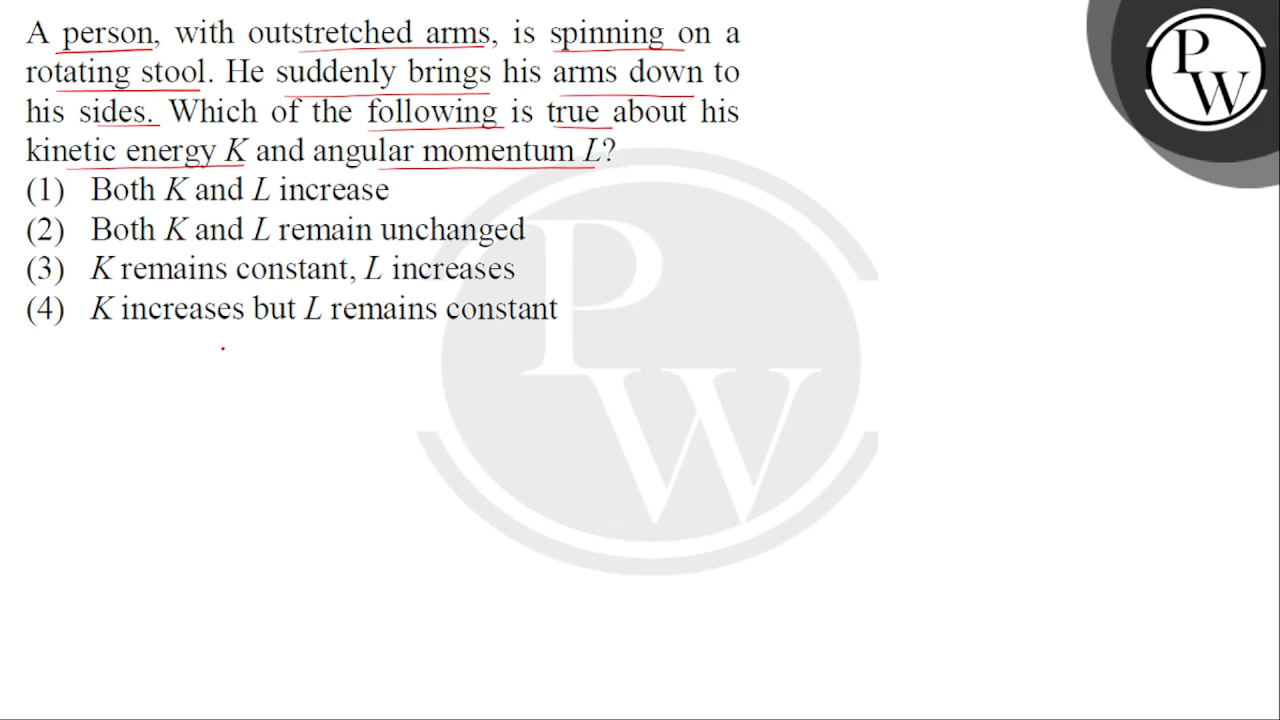 A person, with outstretched arms, is spinning on a
rotating stool. He suddenly brings his arms down to
his sides. Which of the following is true about his
kinetic energy K and angular momentum L?
(1) Both K and L increase
(2) Both K and L remain unchanged
(3) K remains constant, L increases
(4) K increases but L remains constant
PW
PW